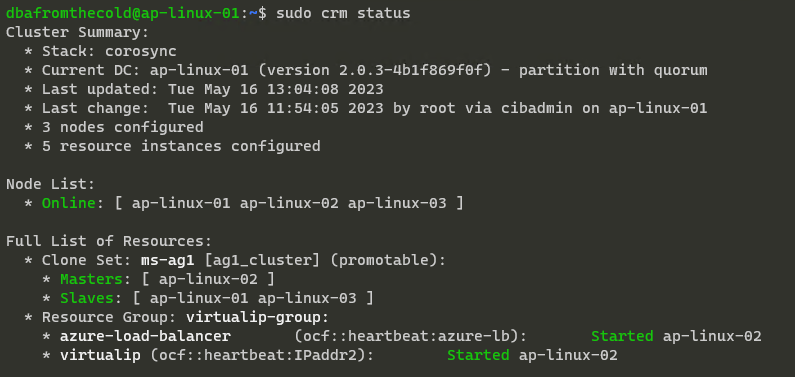 dbafromthecold@ap-linux-01:~$ sudo crm status
Cluster Summary:
  * Stack: corosync
  * Current DC: ap-linux-01 (version 2.0.3-4b1f869f0f) - partition with quorum
  * Last updated: Tue May 16 13:04:08 2023
  * Last change:  Tue May 16 11:54:05 2023 by root via cibadmin on ap-linux-01
  * 3 nodes configured
  * 5 resource instances configured

Node List:
  * Online: [ ap-linux-01 ap-linux-02 ap-linux-03 ]

Full List of Resources:
  * Clone Set: ms-ag1 [ag1_cluster] (promotable):
    * Masters: [ ap-linux-02 ]
    * Slaves: [ ap-linux-01 ap-linux-03 ]
  * Resource Group: virtualip-group:
    * azure-load-balancer       (ocf::heartbeat:azure-lb):       Started ap-linux-02
    * virtualip (ocf::heartbeat:IPaddr2):        Started ap-linux-02